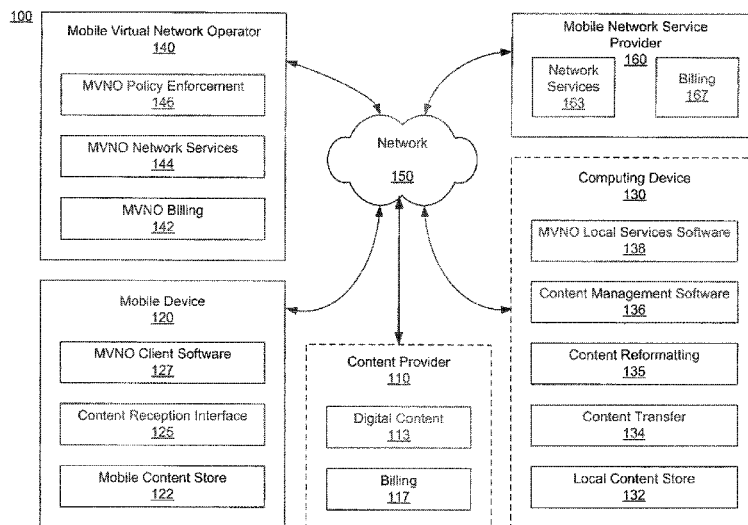 100
Mobile Virtual Network Operator
140
MVNO Policy Enforcement
146
MVNO Network Services
144
MVNO Billing
142
Mobile Device
120
MVNO Client Software
127
Content Reception Interface
125
Mobile Content Store
122
Network
150
Content Provider
110
Digital Content
113
Billing
117
Mobile Network Service
Provider
160
Network
Services
163
Billing
167
Computing Device
130
MVNO Local Services Software
138
Content Management Software
136
Content Reformatting
135
Content Transfer
134
Local Content Store
132